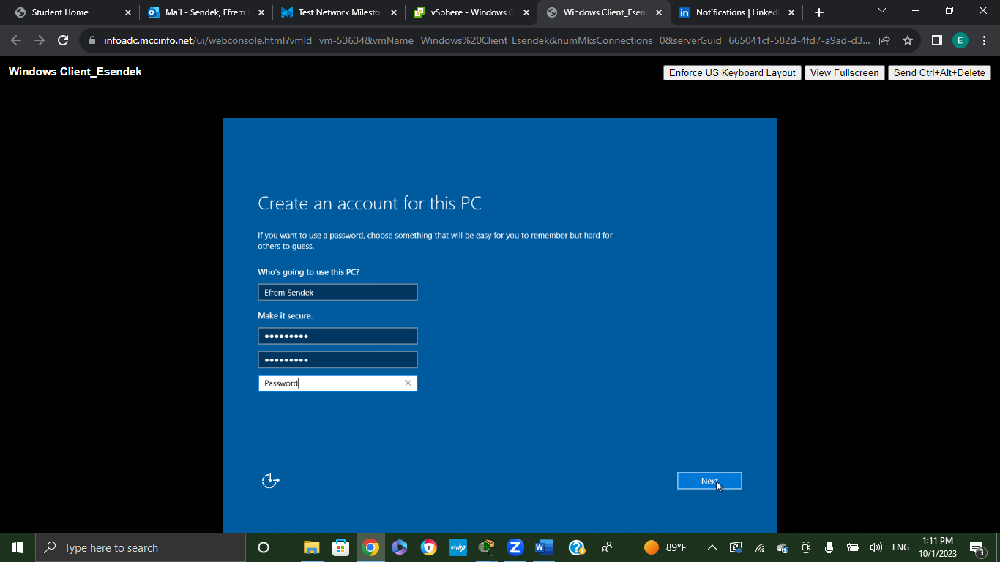 Student Home
Mail - Sendek, Efrem
Test Network Milesto
vSphere - Windows C
Windows Client_Esen
Notifications | Linked
infoadc.mccinfo.net/ui/webconsole.html?vmId=vm-53634&vmName=Windows%20Client_Esendek&numMksConnections=0&serverGuid=665041cf-582d-4fd7-a9ad-d3...
E
Windows Client_Esendek
Enforce US Keyboard Layout
View Fullscreen
Send Ctrl+Alt+Delete
Create an account for this PC
If you want to use a password, choose something that will be easy for you to remember but hard for
others to guess.
Who's going to use this PC?
Efrem Sendek
Make it secure.
•••••••••
•••••••••
Password
Next
Type here to search
myhp
89°F
ENG
1:11 PM
10/1/2023
3